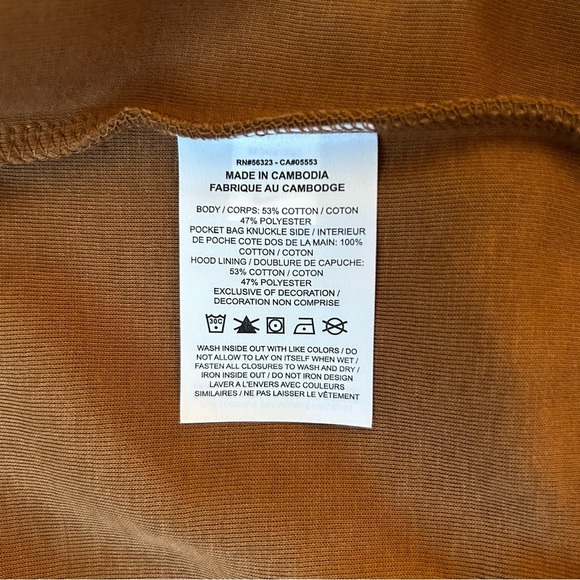 RN#56323 - CA#05553
MADE IN CAMBODIA
FABRIQUE AU CAMBODGE
BODY / CORPS: 53% COTTON / COTON
47% POLYESTER
POCKET BAG KNUCKLE SIDE / INTERIEUR
DE POCHE COTE DOS DE LA MAIN: 100%
COTTON / COTON
HOOD LINING / DOUBLURE DE CAPUCHE:
53% COTTON / COTON
47% POLYESTER
EXCLUSIVE OF DECORATION /
DECORATION NON COMPRISE
30C
WASH INSIDE OUT WITH LIKE COLORS / DO
NOT ALLOW TO LAY ON ITSELF WHEN WET /
FASTEN ALL CLOSURES TO WASH AND DRY /
IRON INSIDE OUT / DO NOT IRON DESIGN
LAVER A L'ENVERS AVEC COULEURS
SIMILAIRES / NE PAS LAISSER LE VÊTEMENT